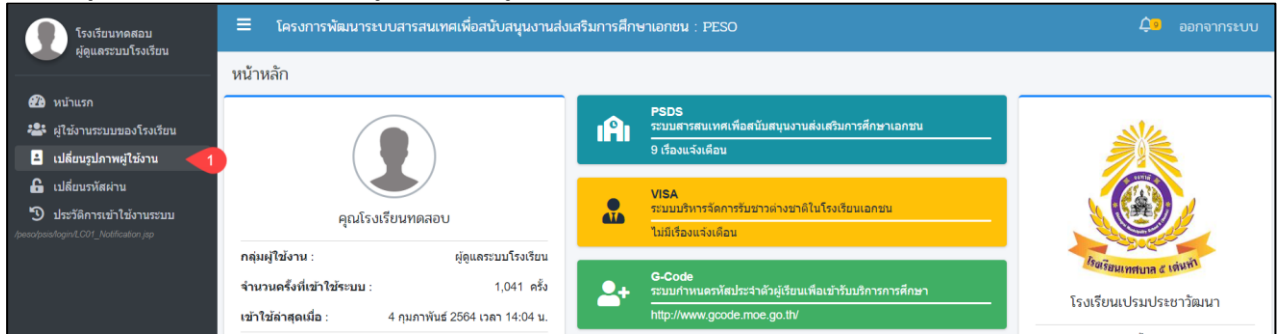 โรงเรียนทดสอบ
ผู้ดูแลระบบโรงเรียน
หน้าแรก
ผู้ใช้งานระบบของโรงเรียน
เปลี่ยนรูปภาพผู้ใช้งาน
1
เปลี่ยนรหัสผ่าน
ประวัติการเข้าใช้งานระบบ
/peso/psis/login/LC01_Notification.jsp
โครงการพัฒนาระบบสารสนเทศเพื่อสนับสนุนงานส่งเสริมการศึกษาเอกชน : PESO
9
ออกจากระบบ
หน้าหลัก
คุณโรงเรียนทดสอบ
กลุ่มผู้ใช้งาน : ผู้ดูแลระบบโรงเรียน
จำนวนครั้งที่เข้าใช้ระบบ : 1,041 ครั้ง
เข้าใช้ล่าสุดเมื่อ : 4 กุมภาพันธ์ 2564 เวลา 14:04 น.
PSDS
ระบบสารสนเทศเพื่อสนับสนุนงานส่งเสริมการศึกษาเอกชน
9 เรื่องแจ้งเตือน
VISA
ระบบบริหารจัดการรับชาวต่างชาติในโรงเรียนเอกชน
ไม่มีเรื่องแจ้งเตือน
G-Code
ระบบกำหนดรหัสประจำตัวผู้เรียนเพื่อเข้ารับบริการการศึกษา
http://www.gcode.moe.go.th/
โรงเรียนเทศบาล ๕ เด่นห้า
โรงเรียนเปรมประชาวัฒนา